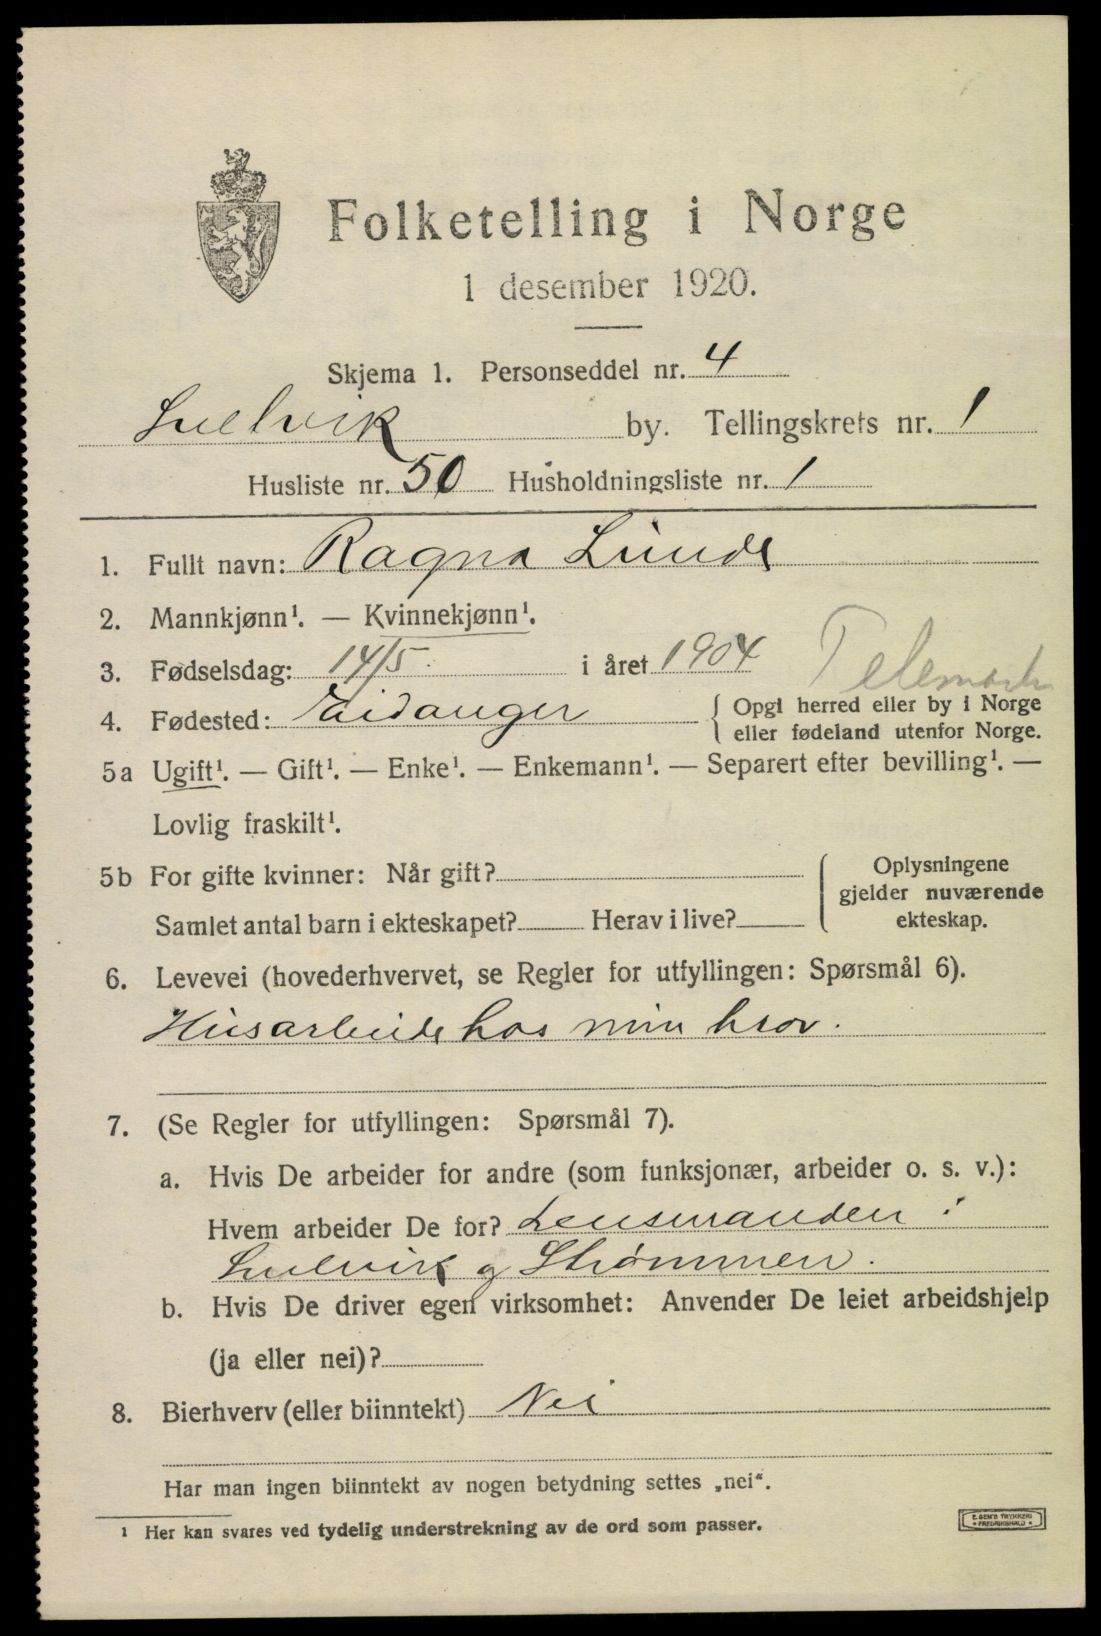 Folketelling i Norge
1 desember 1920.
Skjema 1. Personseddel nr. 4
Svelvik by. Tellingskrets nr. 1
Husliste nr. 50 Husholdningsliste nr. 1
1. Fullt navn: Ragna Lunde
2. Mannkjønn¹. — Kvinnekjønn¹.
3. Fødselsdag: 14/5. i året 1904 Telemark
4. Fødested: Eidanger { Opgi herred eller by i Norge
eller fødeland utenfor Norge.
5a Ugift¹. — Gift¹. — Enke¹. — Enkemann¹. — Separert efter bevilling¹. —
Lovlig fraskilt¹.
5b For gifte kvinner: Når gift? { Oplysningene
gjelder nuværende
Samlet antal barn i ekteskapet? Herav i live? ekteskap.
6. Levevei (hovederhvervet, se Regler for utfyllingen: Spørsmål 6).
Husarbeide hos min bror.
7. (Se Regler for utfyllingen: Spørsmål 7).
a. Hvis De arbeider for andre (som funksjonær, arbeider o. s. v.):
Hvem arbeider De for? Lensmanden i
Svelvik og Strømmen.
b. Hvis De driver egen virksomhet: Anvender De leiet arbeidshjelp
(ja eller nei)?
8. Bierhverv (eller biinntekt) Nei
Har man ingen biinntekt av nogen betydning settes „nei“.
¹ Her kan svares ved tydelig understrekning av de ord som passer.
E. SEM'S TRYKKERI
• FREDRIKSHALD •